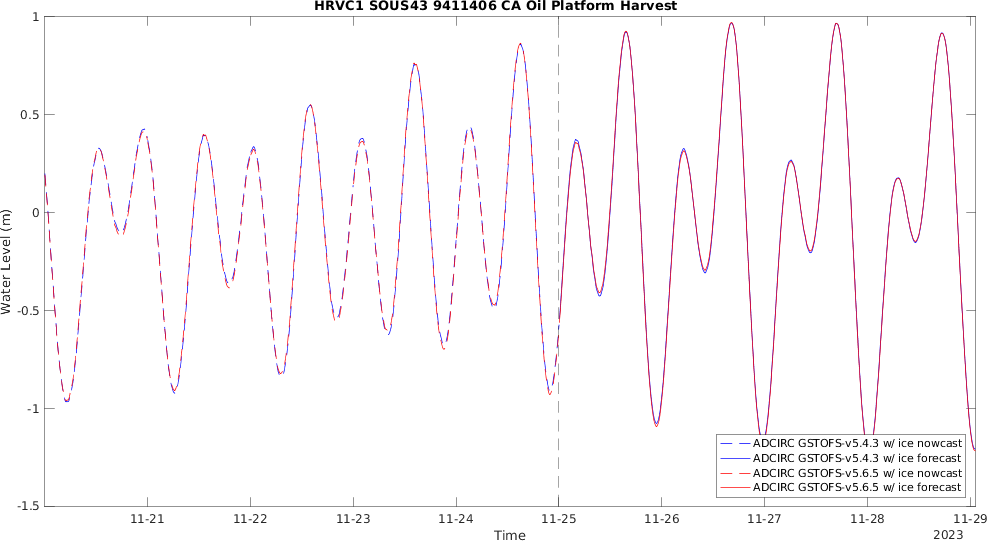 HRVC1 SOUS43 9411406 CA Oil Platform Harvest
1
0.5
0
-0.5
-1
-1.5
Water Level (m)
11-21
11-22
11-23
11-24
11-25
11-26
11-27
11-28
11-29
Time
2023
ADCIRC GSTOFS-v5.4.3 w/ ice nowcast
ADCIRC GSTOFS-v5.4.3 w/ ice forecast
ADCIRC GSTOFS-v5.6.5 w/ ice nowcast
ADCIRC GSTOFS-v5.6.5 w/ ice forecast